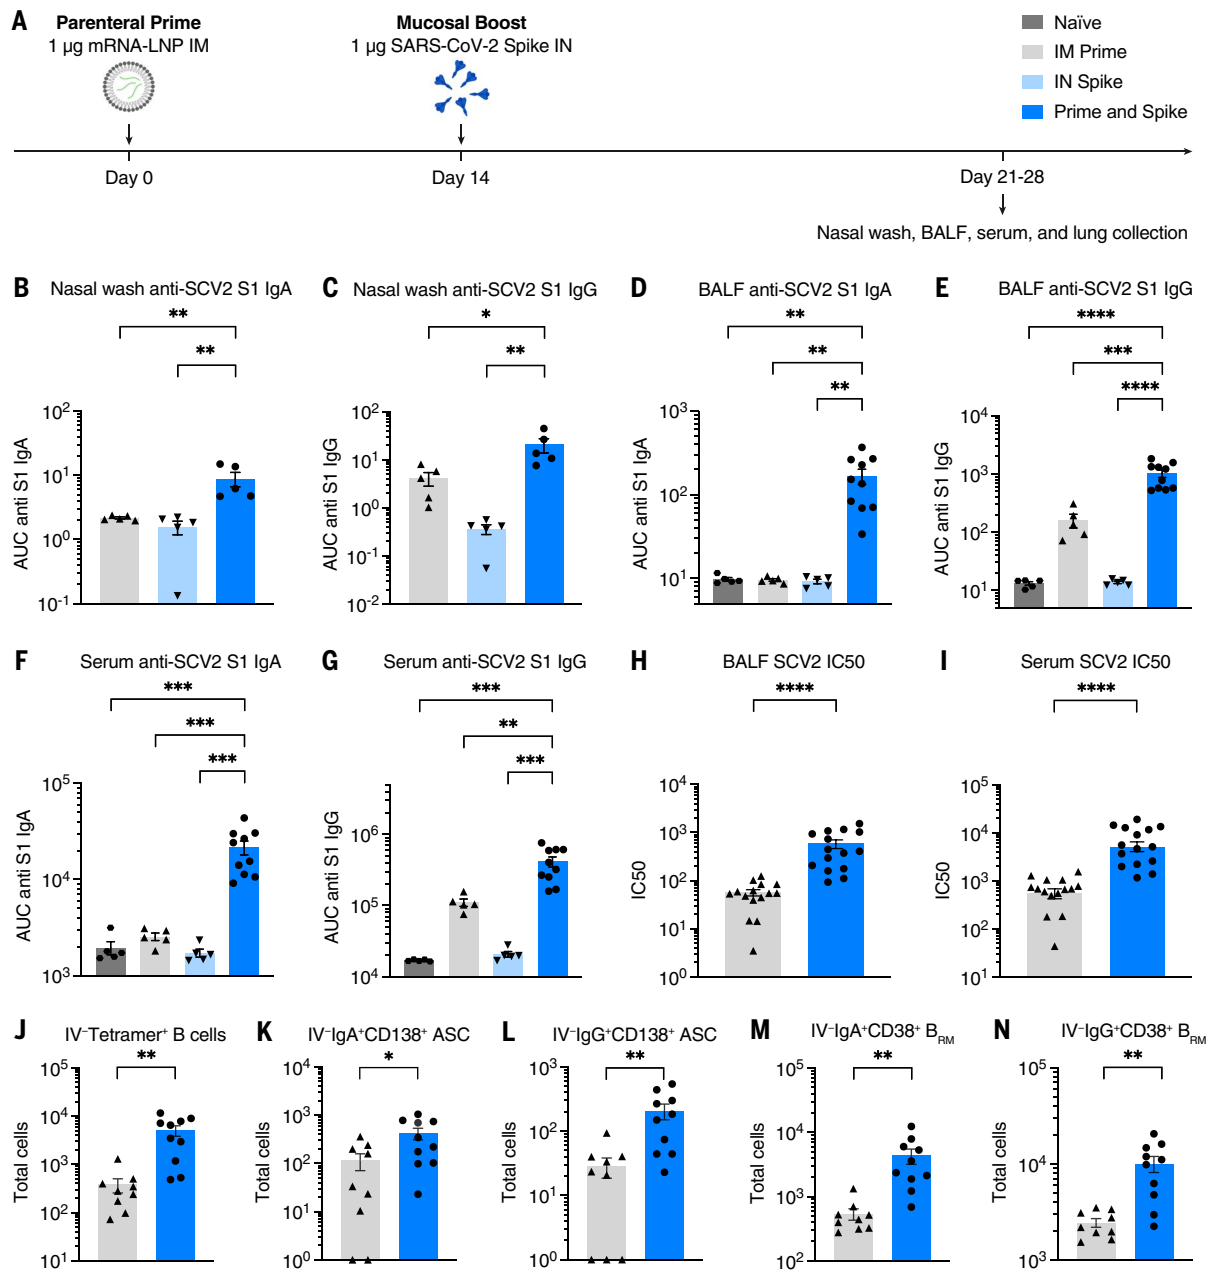 A
Parenteral Prime
1 µg mRNA-LNP IM
Mucosal Boost
1 µg SARS-CoV-2 Spike IN
Naïve
IM Prime
IN Spike
Prime and Spike
Day 0
Day 14
Day 21-28
Nasal wash, BALF, serum, and lung collection
B Nasal wash anti-SCV2 S1 IgA
**
**
AUC anti S1 IgA
10²
10¹
10⁰
10⁻¹
C Nasal wash anti-SCV2 S1 IgG
*
**
AUC anti S1 IgG
10²
10¹
10⁰
10⁻¹
10⁻²
D BALF anti-SCV2 S1 IgA
**
**
**
AUC anti S1 IgA
10³
10²
10¹
E BALF anti-SCV2 S1 IgG
****
***
****
AUC anti S1 IgG
10⁴
10³
10²
10¹
F Serum anti-SCV2 S1 IgA
***
***
***
AUC anti S1 IgA
10⁵
10⁴
10³
G Serum anti-SCV2 S1 IgG
***
**
***
AUC anti S1 IgG
10⁶
10⁵
10⁴
H BALF SCV2 IC50
****
IC50
10⁴
10³
10²
10¹
10⁰
I Serum SCV2 IC50
****
IC50
10⁵
10⁴
10³
10²
10¹
J IV⁻Tetramer⁺ B cells
**
Total cells
10⁵
10⁴
10³
10²
10¹
K IV⁻IgA⁺CD138⁺ ASC
*
Total cells
10⁴
10³
10²
10¹
10⁰
L IV⁻IgG⁺CD138⁺ ASC
**
Total cells
10³
10²
10¹
10⁰
M IV⁻IgA⁺CD38⁺ B_RM
**
Total cells
10⁵
10⁴
10³
10²
N IV⁻IgG⁺CD38⁺ B_RM
**
Total cells
10⁵
10⁴
10³